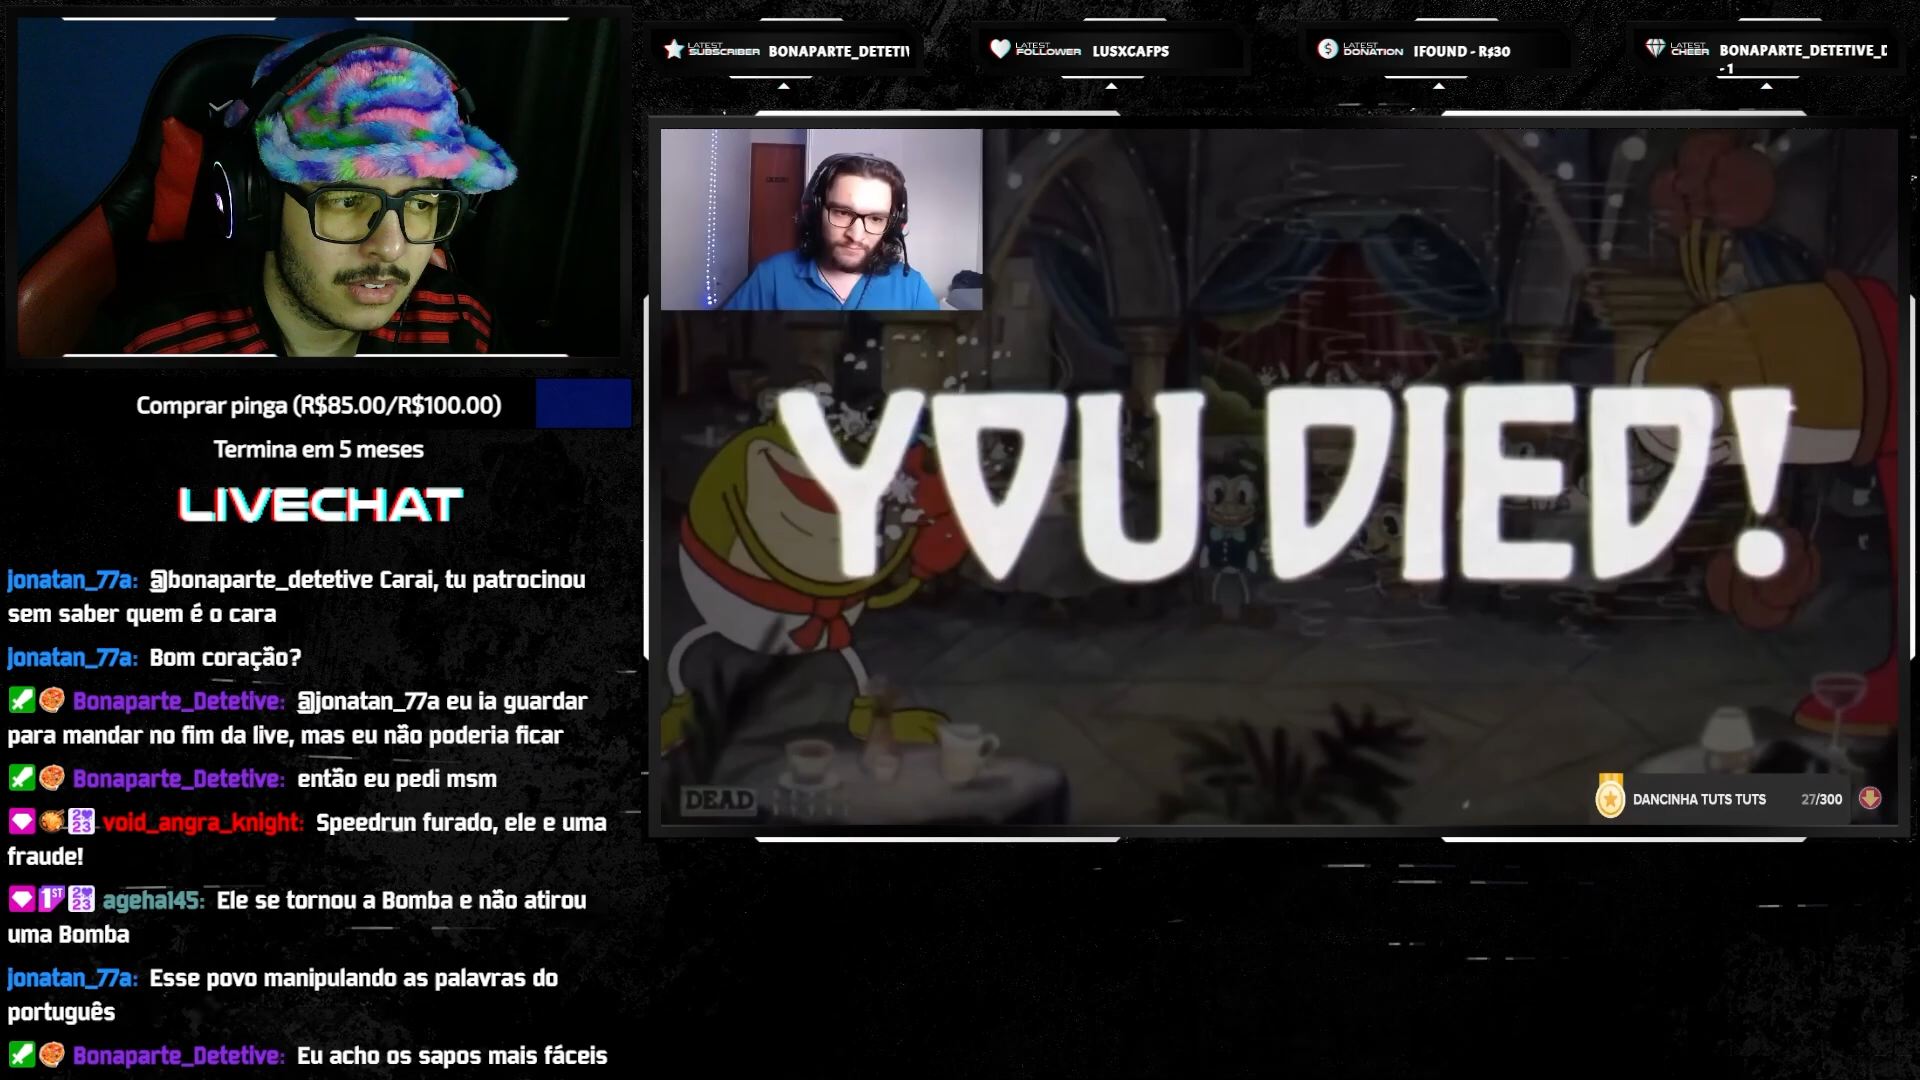 LATEST SUBSCRIBER BONAPARTE_DETETIV
LATEST FOLLOWER LUSXCAFPS
LATEST DONATION IFOUND - R$30
LATEST CHEER BONAPARTE_DETETIVE_D
- 1
YOU DIED!
DEAD
DANCINHA TUTS TUTS 27/300
Comprar pinga (R$85.00/R$100.00)
Termina em 5 meses
LIVECHAT
jonatan_77a: @bonaparte_detetive Carai, tu patrocinou
sem saber quem é o cara
jonatan_77a: Bom coração?
Bonaparte_Detetive: @jonatan_77a eu ia guardar
para mandar no fim da live, mas eu não poderia ficar
Bonaparte_Detetive: então eu pedi msm
2023 void_angra_knight: Speedrun furado, ele e uma
fraude!
1ST 2023 ageha145: Ele se tornou a Bomba e não atirou
uma Bomba
jonatan_77a: Esse povo manipulando as palavras do
português
Bonaparte_Detetive: Eu acho os sapos mais fáceis